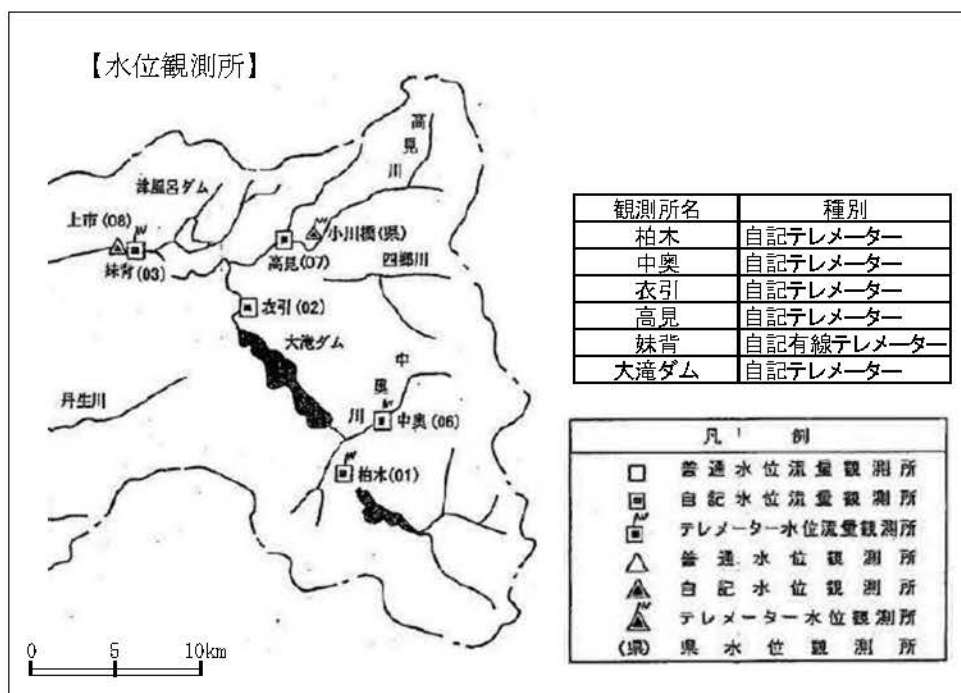 【水位観測所】
高見川
津風呂ダム
上市(08)
小川橋(県)
妹背(03)
高見(07)
四郷川
衣引(02)
大滝ダム
中奥川
丹生川
中奥(06)
柏木(01)
0 5 10km
観測所名 種別
柏木 自記テレメーター
中奥 自記テレメーター
衣引 自記テレメーター
高見 自記テレメーター
妹背 自記有線テレメーター
大滝ダム 自記テレメーター
凡例
普通水位流量観測所
自記水位流量観測所
テレメーター水位流量観測所
普通水位観測所
自記水位観測所
テレメーター水位観測所
(県) 県水位観測所